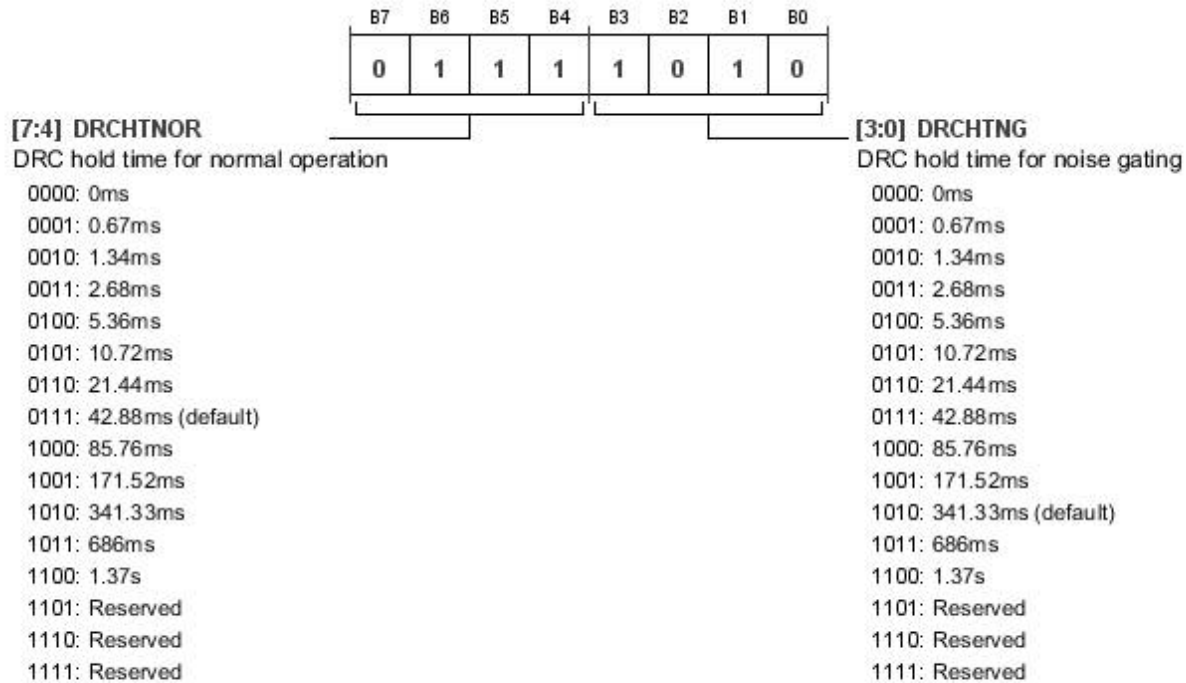 B7 B6 B5 B4 B3 B2 B1 B0
0 1 1 1 1 0 1 0
[7:4] DRCHTNOR
DRC hold time for normal operation
0000: 0ms
0001: 0.67ms
0010: 1.34ms
0011: 2.68ms
0100: 5.36ms
0101: 10.72ms
0110: 21.44ms
0111: 42.88ms (default)
1000: 85.76ms
1001: 171.52ms
1010: 341.33ms
1011: 686ms
1100: 1.37s
1101: Reserved
1110: Reserved
1111: Reserved
[3:0] DRCHTNG
DRC hold time for noise gating
0000: 0ms
0001: 0.67ms
0010: 1.34ms
0011: 2.68ms
0100: 5.36ms
0101: 10.72ms
0110: 21.44ms
0111: 42.88ms
1000: 85.76ms
1001: 171.52ms
1010: 341.33ms (default)
1011: 686ms
1100: 1.37s
1101: Reserved
1110: Reserved
1111: Reserved